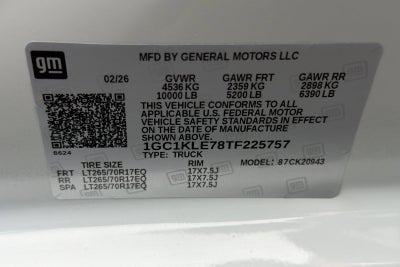 gm
MFD BY GENERAL MOTORS LLC
02/26 GVWR GAWR FRT GAWR RR
4536 KG 2359 KG 2898 KG
10000 LB 5200 LB 6390 LB
THIS VEHICLE CONFORMS TO ALL
APPLICABLE U.S. FEDERAL MOTOR
VEHICLE SAFETY STANDARDS IN EFFECT
ON THE DATE OF MANUFACTURE
SHOWN ABOVE.
1GC1KLE78TF225757
8624 TYPE: TRUCK MODEL: 87CK20943
TIRE SIZE RIM
FRT LT265/70R17EQ 17X7.5J
RR LT265/70R17EQ 17X7.5J
SPA LT265/70R17EQ 17X7.5J